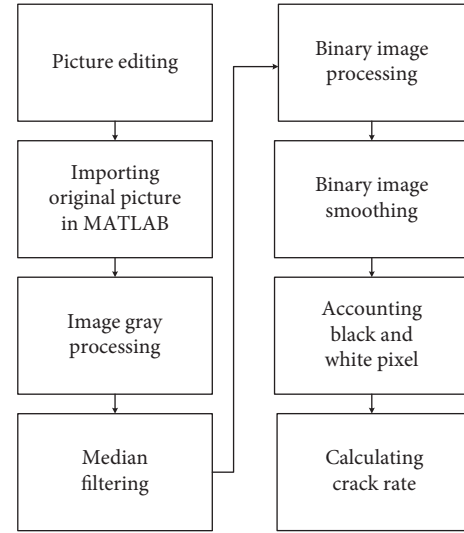 Picture editing
Importing
original picture
in MATLAB
Image gray
processing
Median
filtering
Binary image
processing
Binary image
smoothing
Accounting
black and
white pixel
Calculating
crack rate